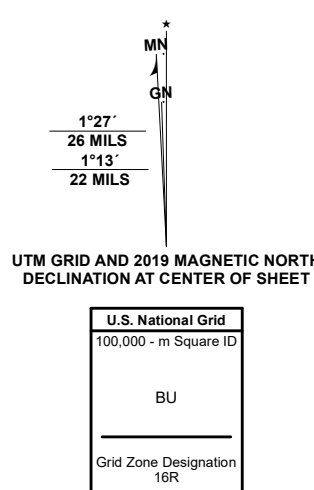 MN
GN
1°27´
26 MILS
1°13´
22 MILS
UTM GRID AND 2019 MAGNETIC NORTH
DECLINATION AT CENTER OF SHEET
U.S. National Grid
100,000 - m Square ID
BU
Grid Zone Designation
16R